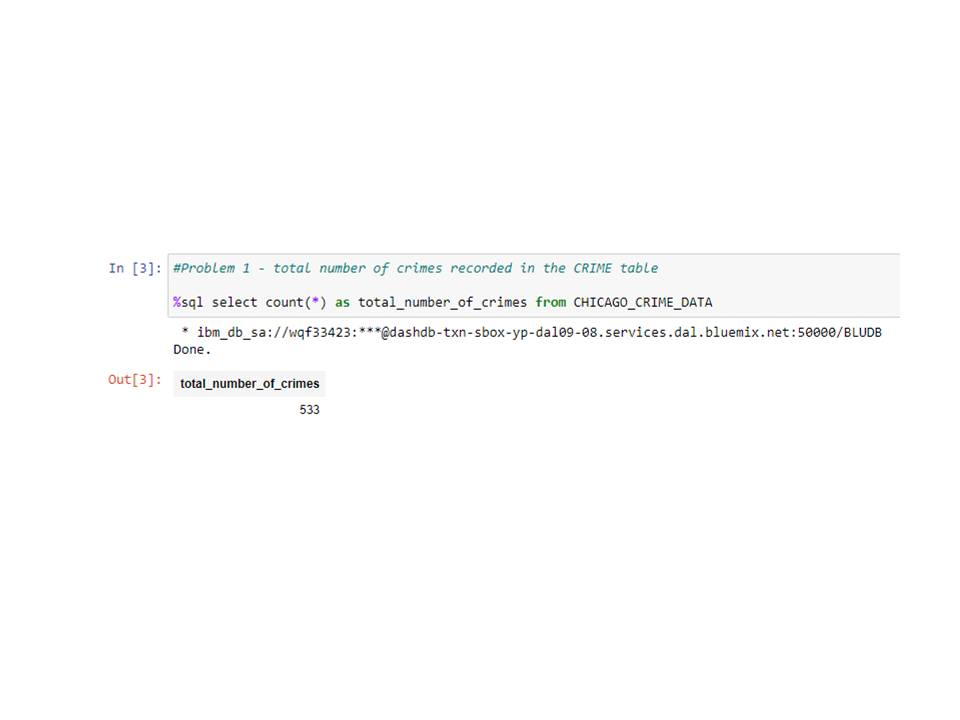 In [3]: #Problem 1 - total number of crimes recorded in the CRIME table
%sql select count(*) as total_number_of_crimes from CHICAGO_CRIME_DATA
* ibm_db_sa://wqf33423:***@dashdb-txn-sbox-yp-dal09-08.services.dal.bluemix.net:50000/BLUDB
Done.
Out[3]: total_number_of_crimes
533